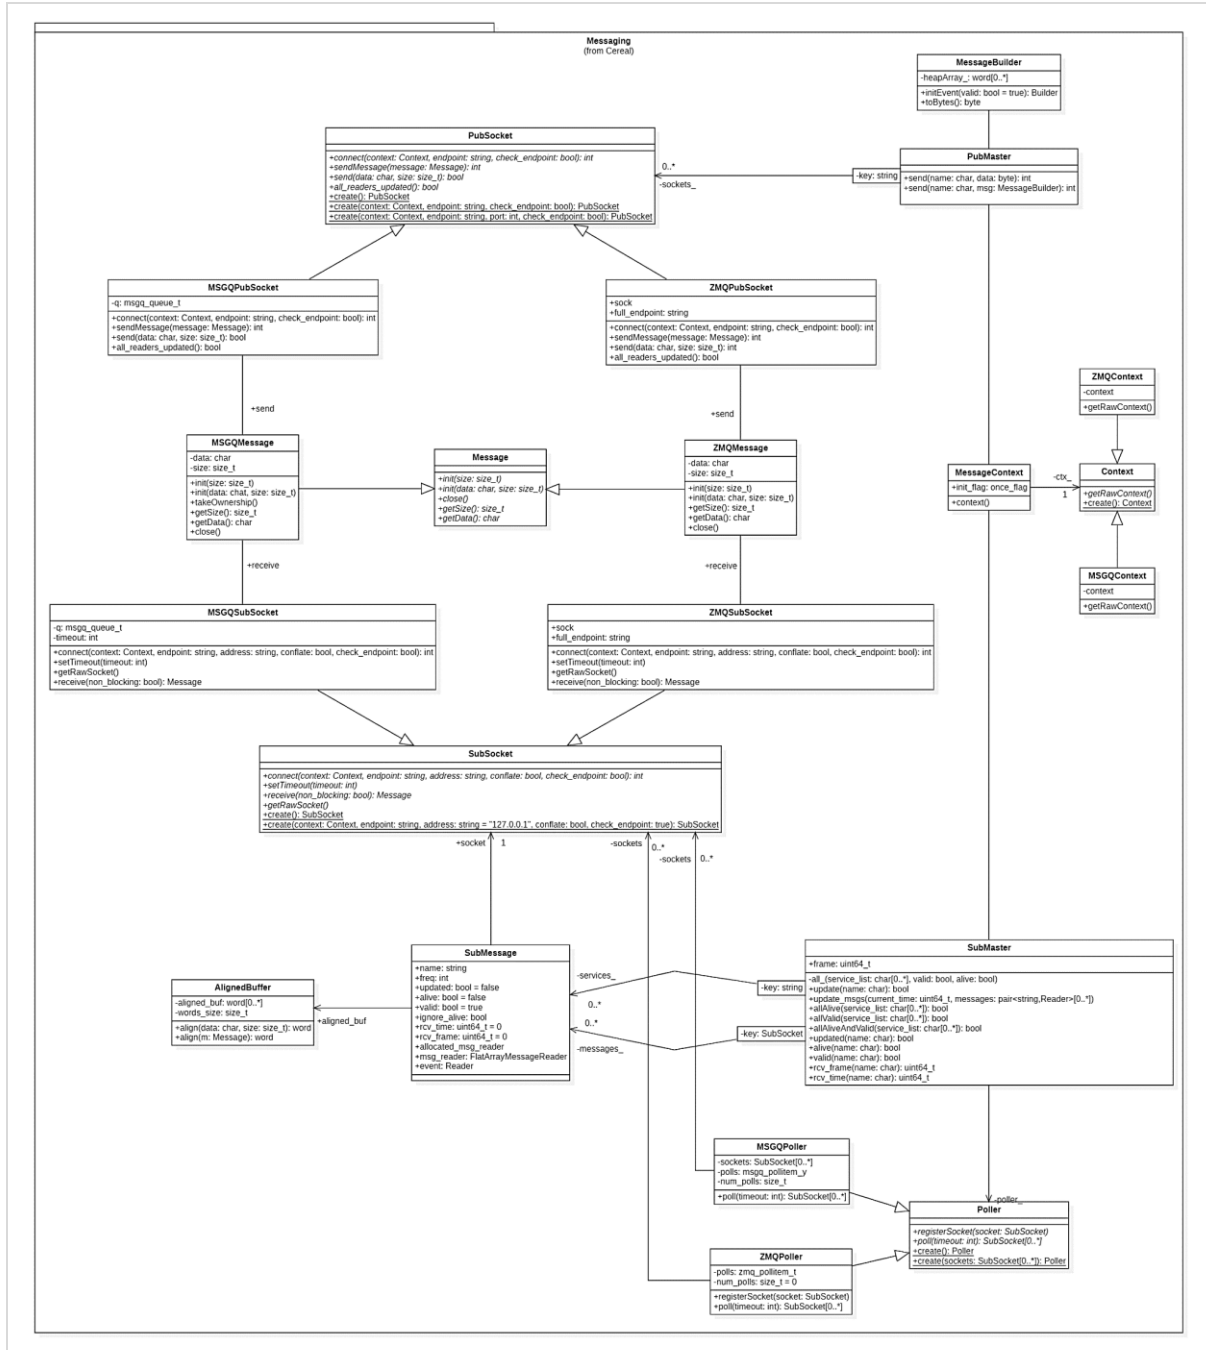 Messaging
(from Cereal)
MessageBuilder
-heapArray_: word[0..*]
+initEvent(valid: bool = true): Builder
+toBytes(): byte
PubSocket
+connect(context: Context, endpoint: string, check_endpoint: bool): int
+sendMessage(message: Message): int
+send(data: char, size: size_t): bool
+all_readers_updated(): bool
+create(): PubSocket
+create(context: Context, endpoint: string, check_endpoint: bool): PubSocket
+create(context: Context, endpoint: string, port: int, check_endpoint: bool): PubSocket
0..*
-sockets_
-key: string
PubMaster
+send(name: char, data: byte): int
+send(name: char, msg: MessageBuilder): int
MSGQPubSocket
-q: msgq_queue_t
+connect(context: Context, endpoint: string, check_endpoint: bool): int
+sendMessage(message: Message): int
+send(data: char, size: size_t): bool
+all_readers_updated(): bool
ZMQPubSocket
+sock
+full_endpoint: string
+connect(context: Context, endpoint: string, check_endpoint: bool): int
+sendMessage(message: Message): int
+send(data: char, size: size_t): int
+all_readers_updated(): bool
+send
+send
ZMQContext
-context
+getRawContext()
MSGQMessage
-data: char
-size: size_t
+init(size: size_t)
+init(data: chat, size: size_t)
+takeOwnership()
+getSize(): size_t
+getData(): char
+close()
Message
+init(size: size_t)
+init(data: char, size: size_t)
+close()
+getSize(): size_t
+getData(): char
ZMQMessage
-data: char
-size: size_t
+init(size: size_t)
+init(data: char, size: size_t)
+getSize(): size_t
+getData(): char
+close()
MessageContext
+init_flag: once_flag
+context()
-ctx_
1
Context
+getRawContext()
+create(): Context
+receive
+receive
MSGQContext
-context
+getRawContext()
MSGQSubSocket
-q: msgq_queue_t
-timeout: int
+connect(context: Context, endpoint: string, address: string, conflate: bool, check_endpoint: bool): int
+setTimeout(timeout: int)
+getRawSocket()
+receive(non_blocking: bool): Message
ZMQSubSocket
+sock
+full_endpoint: string
+connect(context: Context, endpoint: string, address: string, conflate: bool, check_endpoint: bool): int
+setTimeout(timeout: int)
+getRawSocket()
+receive(non_blocking: bool): Message
SubSocket
+connect(context: Context, endpoint: string, address: string, conflate: bool, check_endpoint: bool): int
+setTimeout(timeout: int)
+receive(non_blocking: bool): Message
+getRawSocket()
+create(): SubSocket
+create(context: Context, endpoint: string, address: string = "127.0.0.1", conflate: bool, check_endpoint: true): SubSocket
+socket
1
-sockets
0..*
-sockets
0..*
SubMessage
+name: string
+freq: int
+updated: bool = false
+alive: bool = false
+valid: bool = true
+ignore_alive: bool
+rcv_time: uint64_t = 0
+rcv_frame: uint64_t = 0
+allocated_msg_reader
+msg_reader: FlatArrayMessageReader
+event: Reader
AlignedBuffer
-aligned_buf: word[0..*]
-words_size: size_t
+align(data: char, size: size_t): word
+align(m: Message): word
+aligned_buf
-services_
0..*
0..*
-messages_
-key: string
-key: SubSocket
SubMaster
+frame: uint64_t
-all_(service_list: char[0..*], valid: bool, alive: bool)
+update(name: char): bool
+update_msgs(current_time: uint64_t, messages: pair<string,Reader>[0..*])
+allAlive(service_list: char[0..*]): bool
+allValid(service_list: char[0..*]): bool
+allAliveAndValid(service_list: char[0..*]): bool
+updated(name: char): bool
+alive(name: char): bool
+valid(name: char): bool
+rcv_frame(name: char): uint64_t
+rcv_time(name: char): uint64_t
MSGQPoller
-sockets: SubSocket[0..*]
-polls: msgq_pollitem_y
-num_polls: size_t
+poll(timeout: int): SubSocket[0..*]
-poller_
Poller
+registerSocket(socket: SubSocket)
+poll(timeout: int): SubSocket[0..*]
+create(): Poller
+create(sockets: SubSocket[0..*]): Poller
ZMQPoller
-polls: zmq_pollitem_t
-num_polls: size_t = 0
+registerSocket(socket: SubSocket)
+poll(timeout: int): SubSocket[0..*]